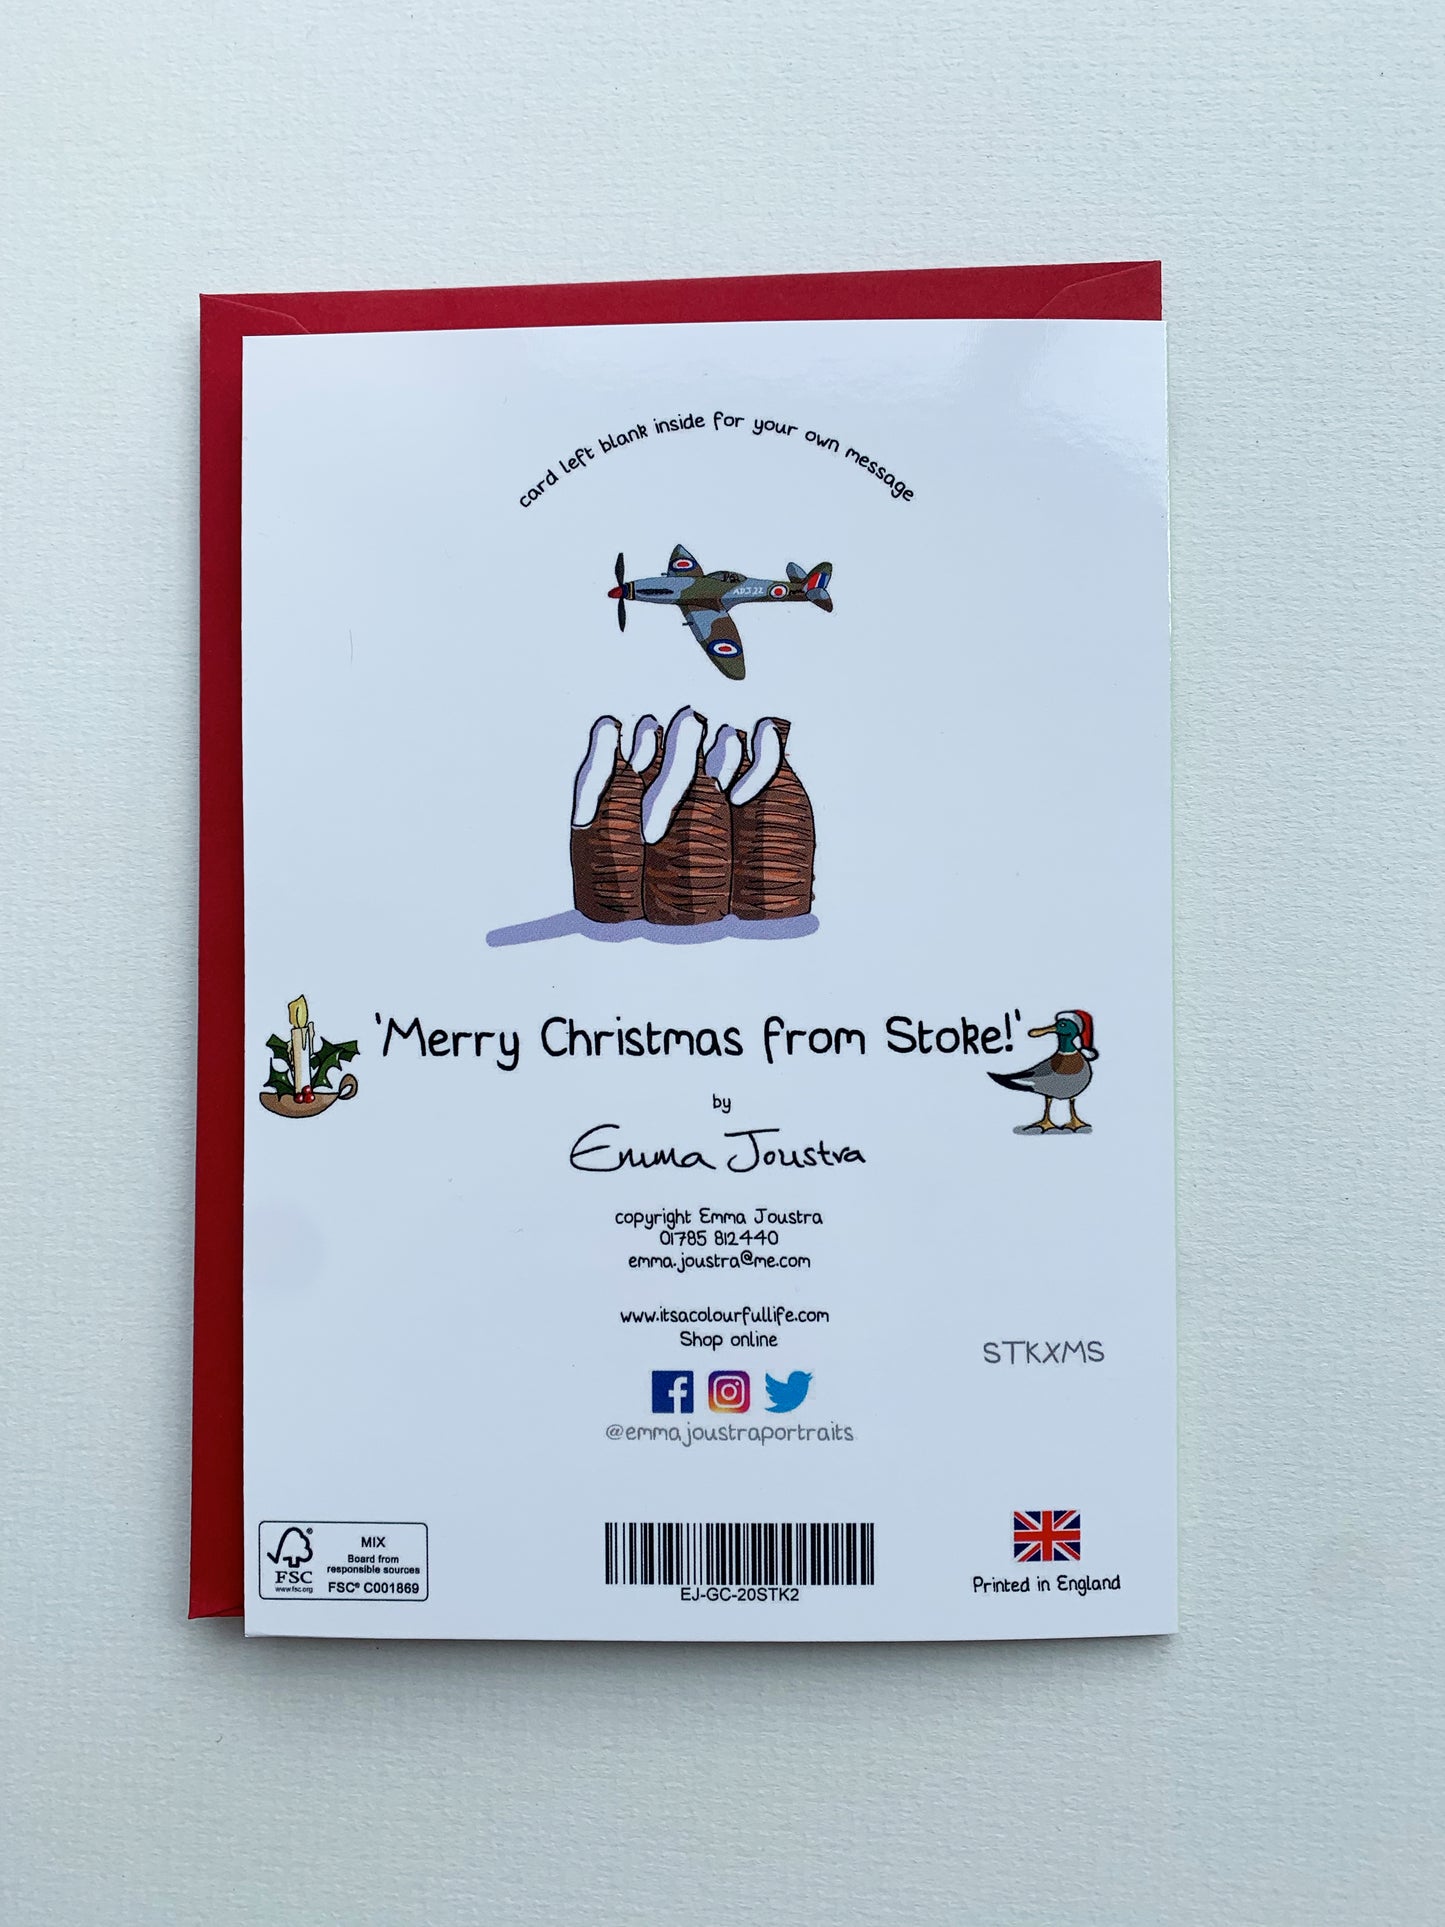 card left blank inside for your own message
ADJ 22
'Merry Christmas from Stoke!'
by
Emma Joustra
copyright Emma Joustra
01785 812440
emma.joustra@me.com
www.itsacolourfullife.com
Shop online
STKXMS
@emmajoustraportraits
FSC
www.fsc.org
MIX
Board from
responsible sources
FSC® C001869
EJ-GC-20STK2
Printed in England